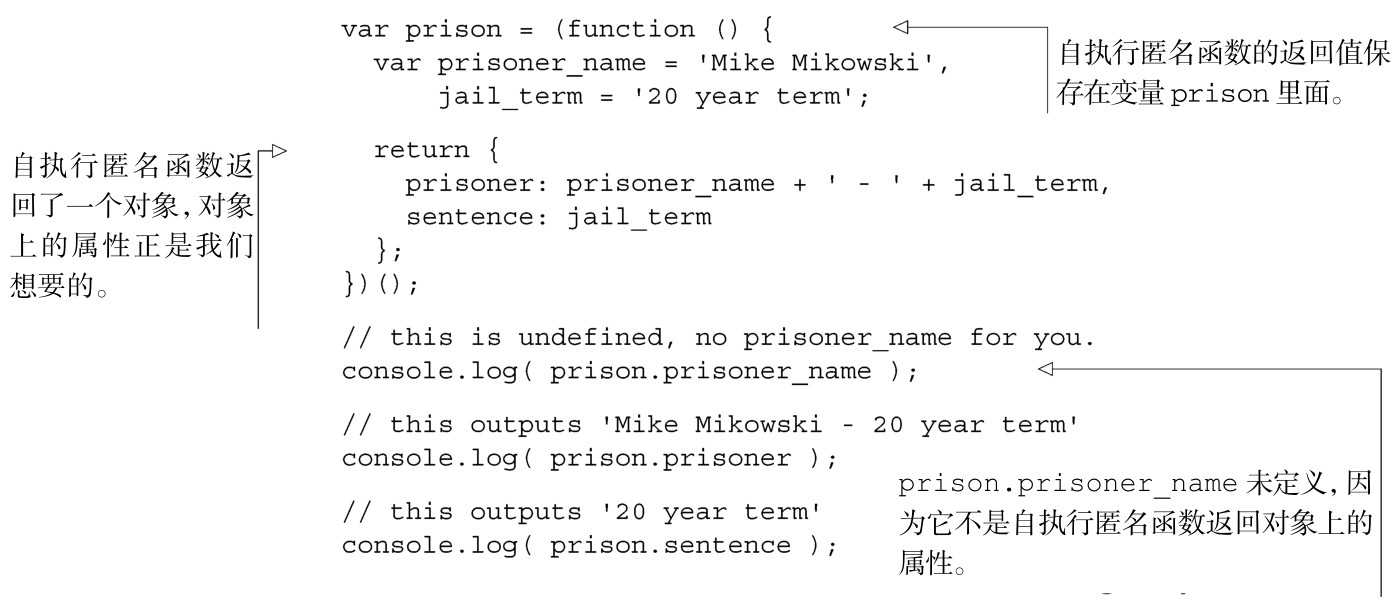 var prison = (function () {
  var prisoner_name = 'Mike Mikowski',
      jail_term = '20 year term';
自执行匿名函数的返回值保
存在变量 prison 里面。
  return {
    prisoner: prisoner_name + ' - ' + jail_term,
    sentence: jail_term
  };
})();
自执行匿名函数返
回了一个对象，对象
上的属性正是我们
想要的。
// this is undefined, no prisoner_name for you.
console.log( prison.prisoner_name );
// this outputs 'Mike Mikowski - 20 year term'
console.log( prison.prisoner );
// this outputs '20 year term'
console.log( prison.sentence );
prison.prisoner_name 未定义，因
为它不是自执行匿名函数返回对象上的
属性。